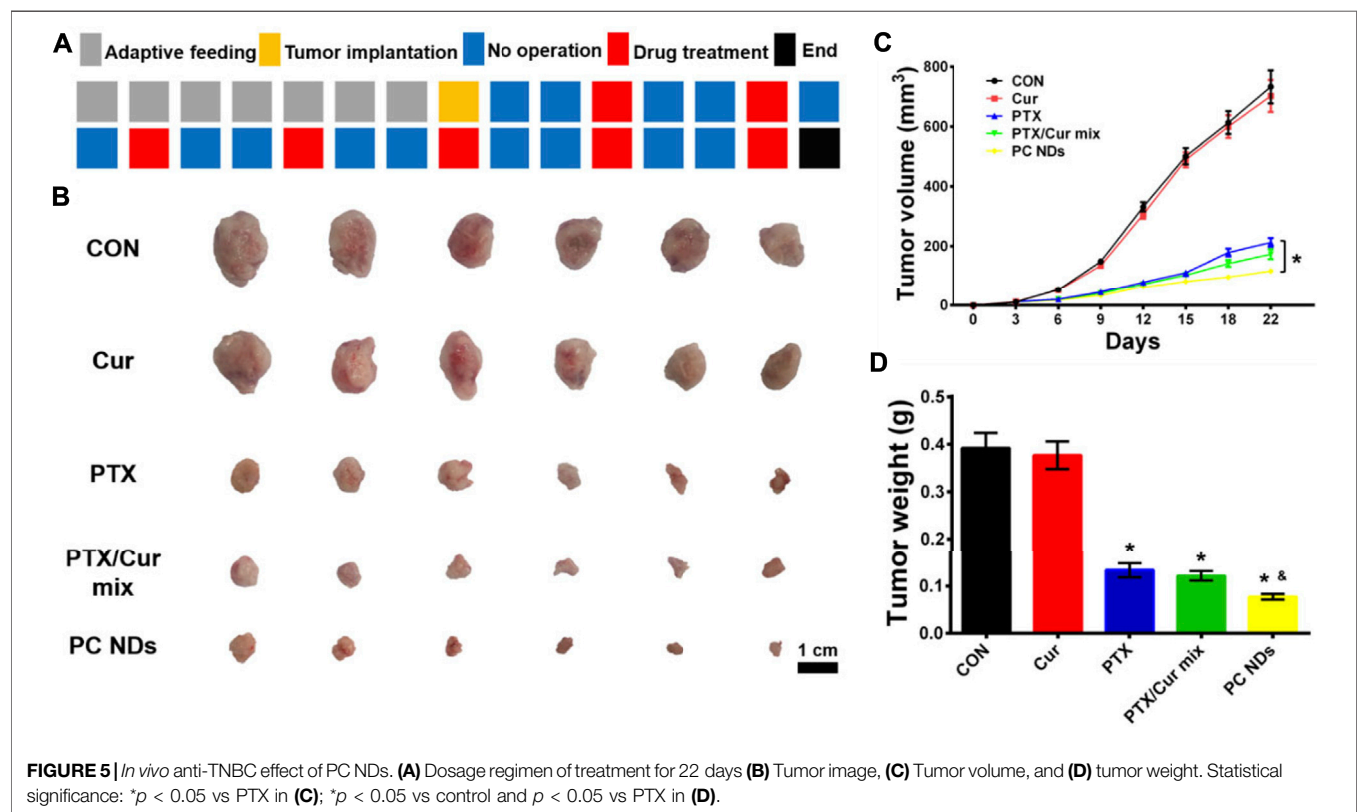 A
Adaptive feeding Tumor implantation No operation Drug treatment End
B
CON
Cur
PTX
PTX/Cur
mix
PC NDs
1 cm
C
CON
Cur
PTX
PTX/Cur mix
PC NDs
Tumor volume (mm³)
800
600
400
200
0
*
0 3 6 9 12 15 18 22
Days
D
Tumor weight (g)
0.5
0.4
0.3
0.2
0.1
0.0
* * * &
CON Cur PTX PTX/Cur mix PC NDs
FIGURE 5 | In vivo anti-TNBC effect of PC NDs. (A) Dosage regimen of treatment for 22 days (B) Tumor image, (C) Tumor volume, and (D) tumor weight. Statistical
significance: *p < 0.05 vs PTX in (C); *p < 0.05 vs control and p < 0.05 vs PTX in (D).